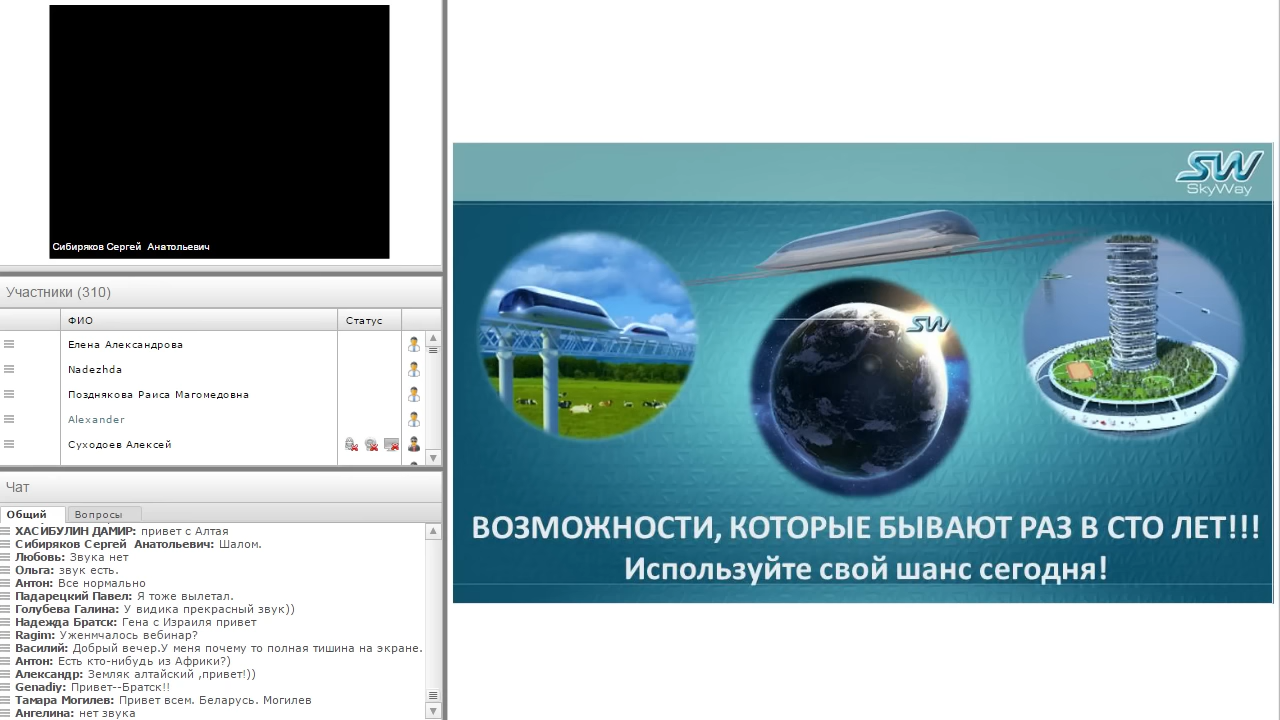 Сибиряков Сергей  Анатольевич
Участники (310)
ФИО
Статус
Елена Александрова
Nadezhda
Позднякова Раиса Магомедовна
Alexander
Суходоев Алексей
Чат
Общий
Вопросы
ХАСИБУЛИН ДАМИР: привет с Алтая
Сибиряков Сергей  Анатольевич: Шалом.
Любовь: Звука нет
Ольга: звук есть.
Антон: Все нормально
Падарецкий Павел: Я тоже вылетал.
Голубева Галина: У видика прекрасный звук))
Надежда Братск: Гена с Израиля привет
Ragim: Уженмчалось вебинар?
Василий: Добрый вечер.У меня почему то полная тишина на экране.
Антон: Есть кто-нибудь из Африки?)
Александр: Земляк алтайский ,привет!))
Genadiy: Привет--Братск!!
Тамара Могилев: Привет всем. Беларусь. Могилев
Ангелина: нет звука
SW
SkyWay
SW
ВОЗМОЖНОСТИ, КОТОРЫЕ БЫВАЮТ РАЗ В СТО ЛЕТ!!!
Используйте свой шанс сегодня!